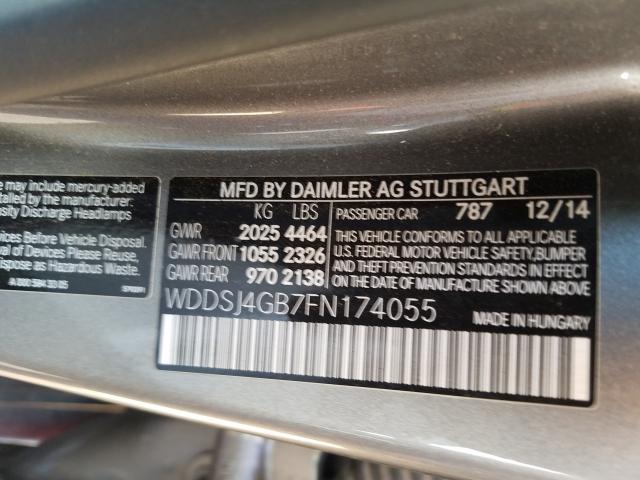 may include mercury-added
installed by the manufacturer:
Discharge Headlamps
Before Vehicle Disposal.
of Devices Please Reuse,
Dispose as Hazardous Waste.
MFD BY DAIMLER AG STUTTGART
KG LBS
GVWR 2025 4464
GAWR FRONT 1055 2326
GAWR REAR 970 2138
PASSENGER CAR 787 12/14
THIS VEHICLE CONFORMS TO ALL APPLICABLE
U.S. FEDERAL MOTOR VEHICLE SAFETY, BUMPER
AND THEFT PREVENTION STANDARDS IN EFFECT
ON THE DATE OF MANUFACTURE SHOWN ABOVE
WDDSJ4GB7FN174055
MADE IN HUNGARY